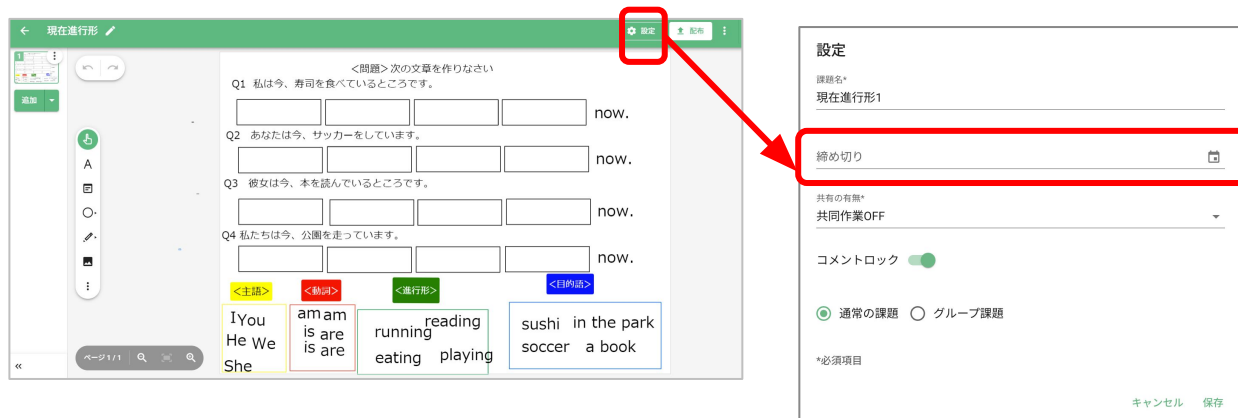 現在進行形
設定
配布
1
追加
<問題>次の文章を作りなさい
Q1 私は今、寿司を食べているところです。
now.
Q2 あなたは今、サッカーをしています。
now.
Q3 彼女は今、本を読んでいるところです。
now.
Q4 私たちは今、公園を走っています。
now.
<主語>
<動詞>
<進行形>
<目的語>
I You
He We
She
am am
is are
is are
running reading
eating playing
sushi in the park
soccer a book
A
ページ1/1
設定
課題名*
現在進行形1
締め切り
共有の有無*
共同作業OFF
コメントロック
通常の課題 グループ課題
*必須項目
キャンセル 保存